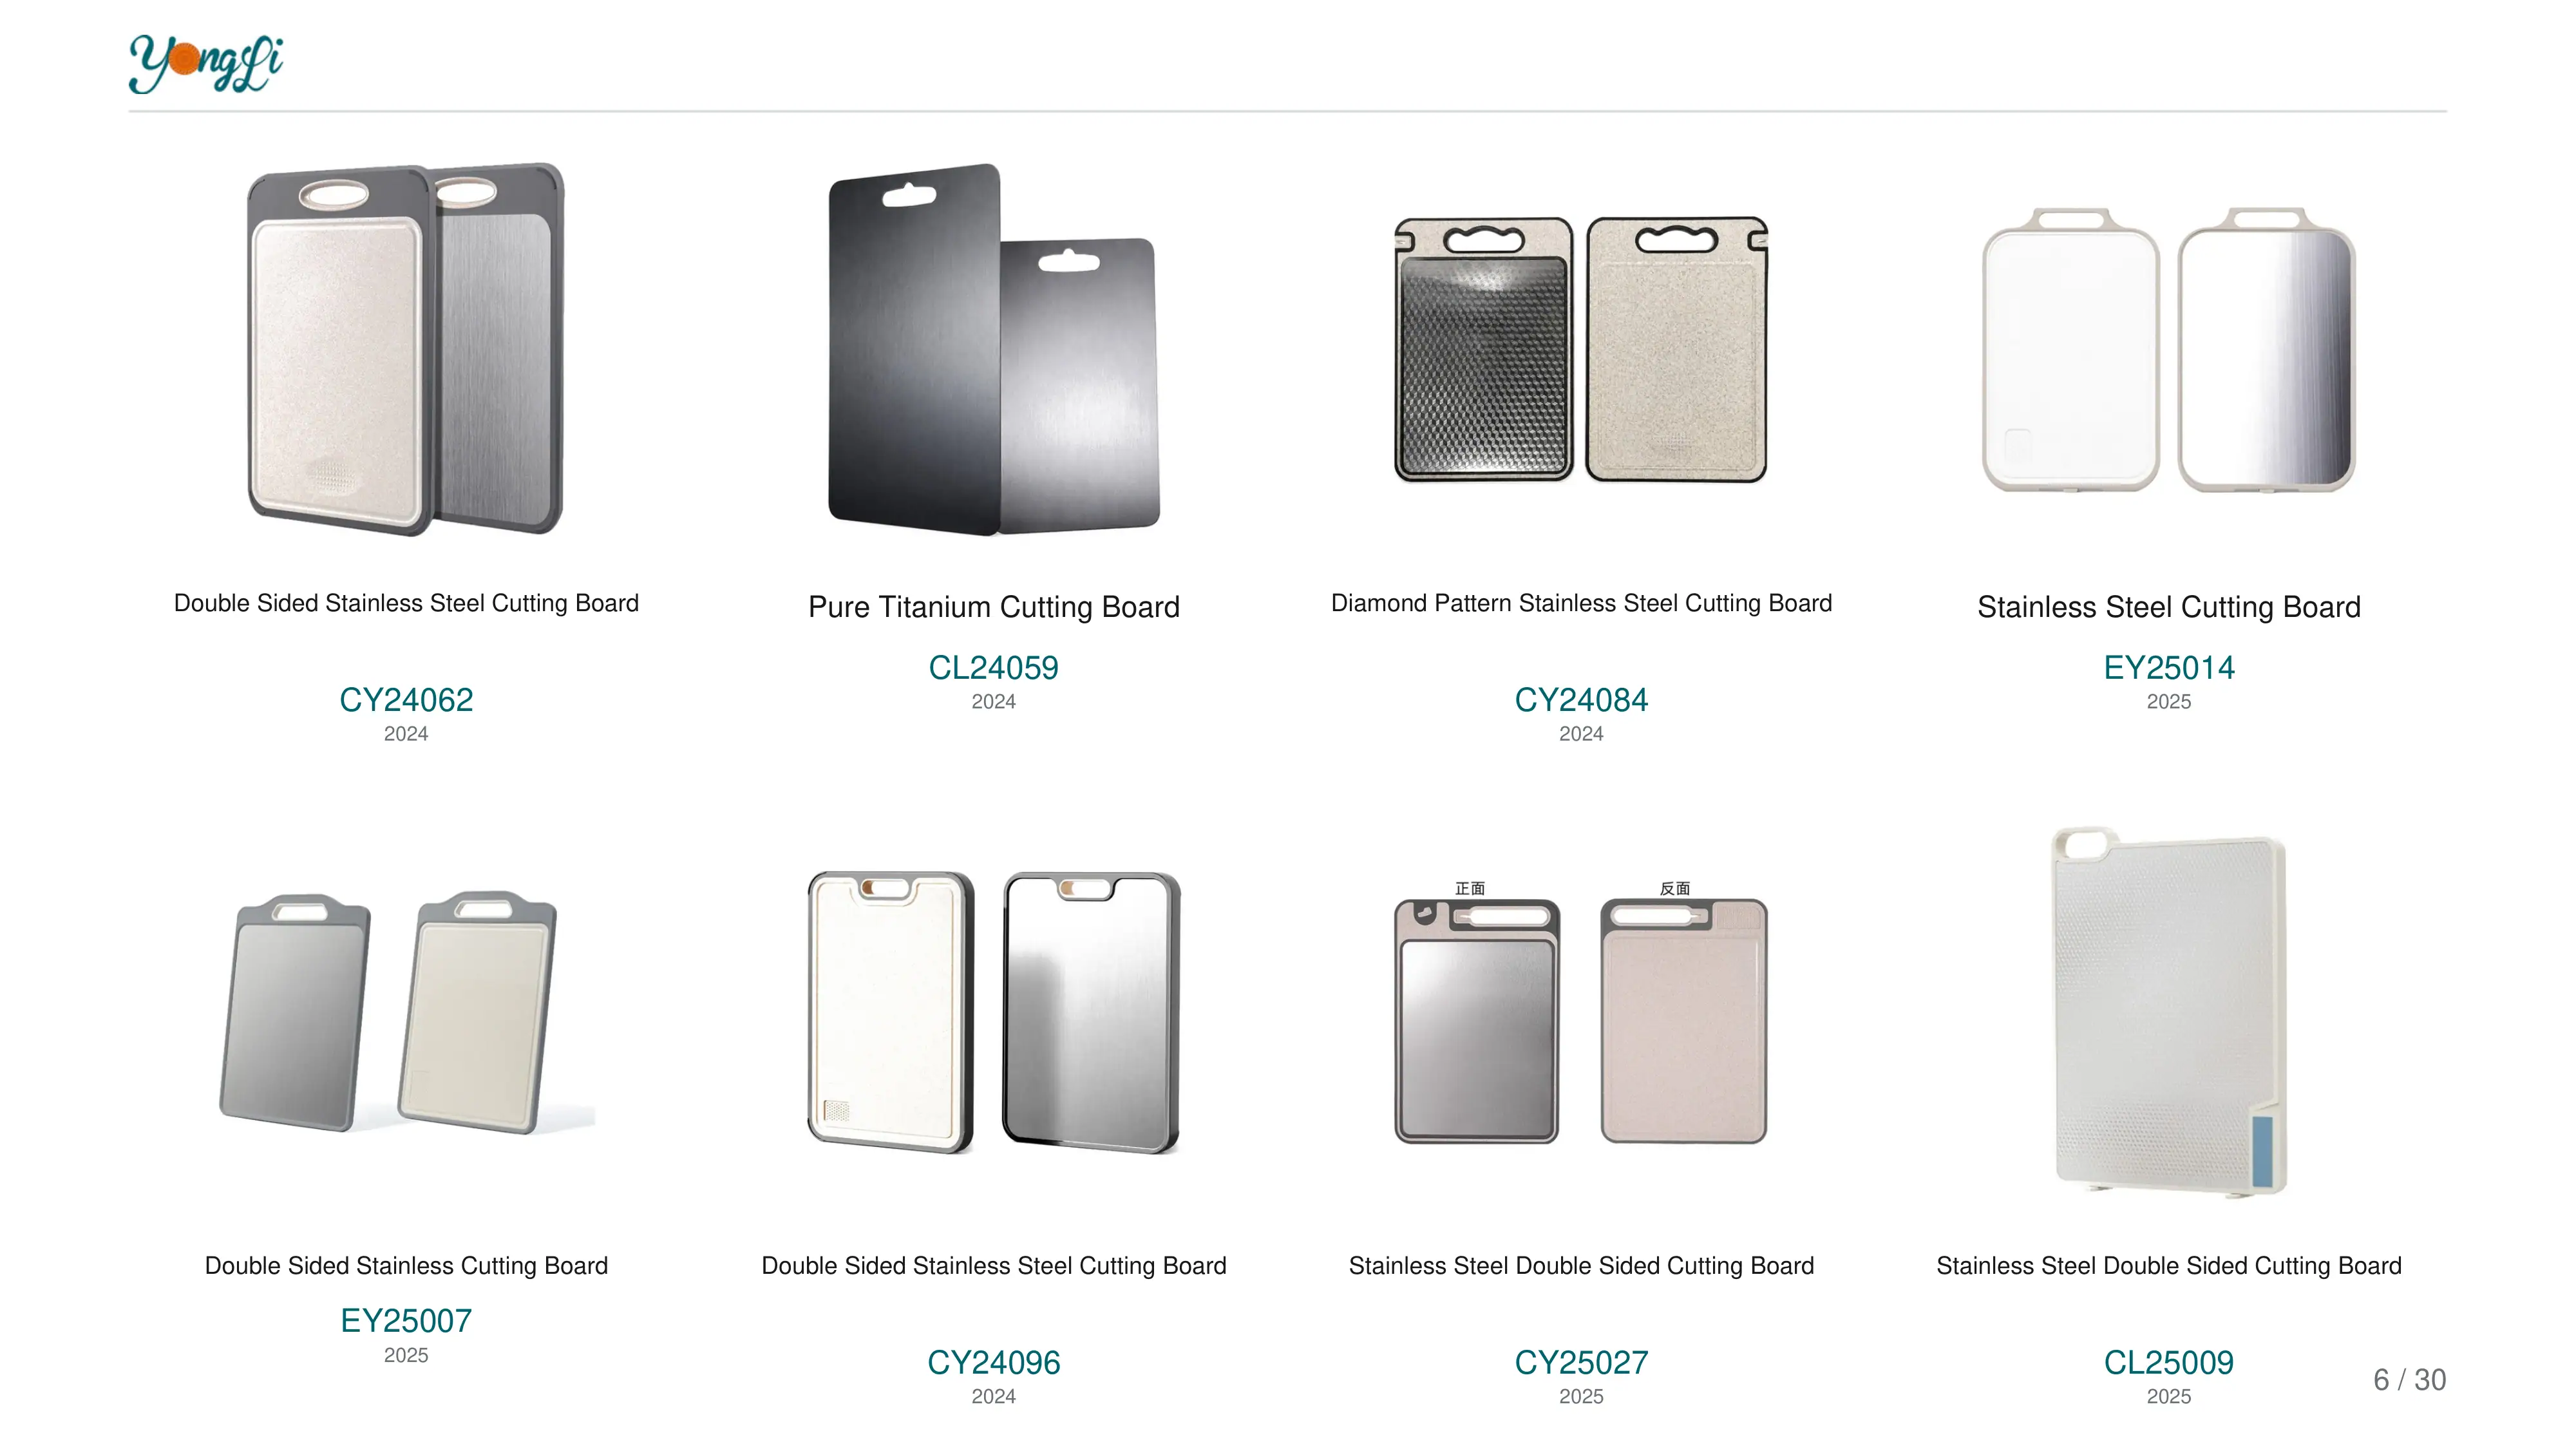 YongLi
Double Sided Stainless Steel Cutting Board
CY24062
2024
Pure Titanium Cutting Board
CL24059
2024
Diamond Pattern Stainless Steel Cutting Board
CY24084
2024
Stainless Steel Cutting Board
EY25014
2025
Double Sided Stainless Cutting Board
EY25007
2025
Double Sided Stainless Steel Cutting Board
CY24096
2024
正面
反面
Stainless Steel Double Sided Cutting Board
CY25027
2025
Stainless Steel Double Sided Cutting Board
CL25009
2025
6 / 30